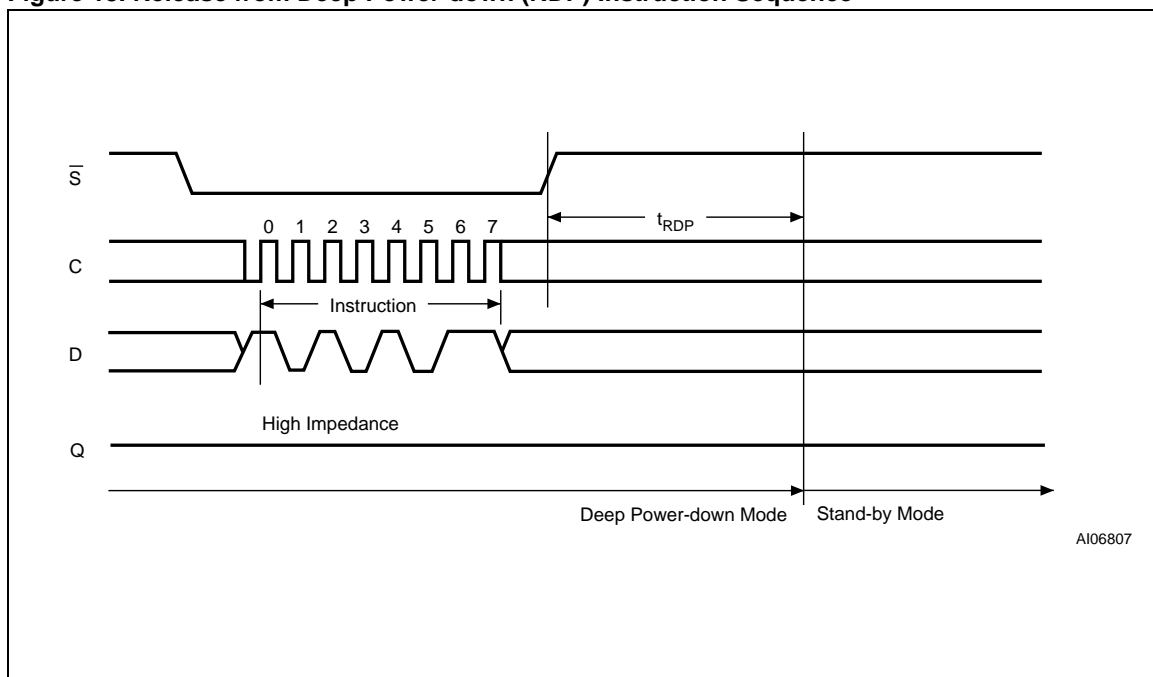 S̅
0 1 2 3 4 5 6 7
tRDP
C
Instruction
D
High Impedance
Q
Deep Power-down Mode Stand-by Mode
AI06807